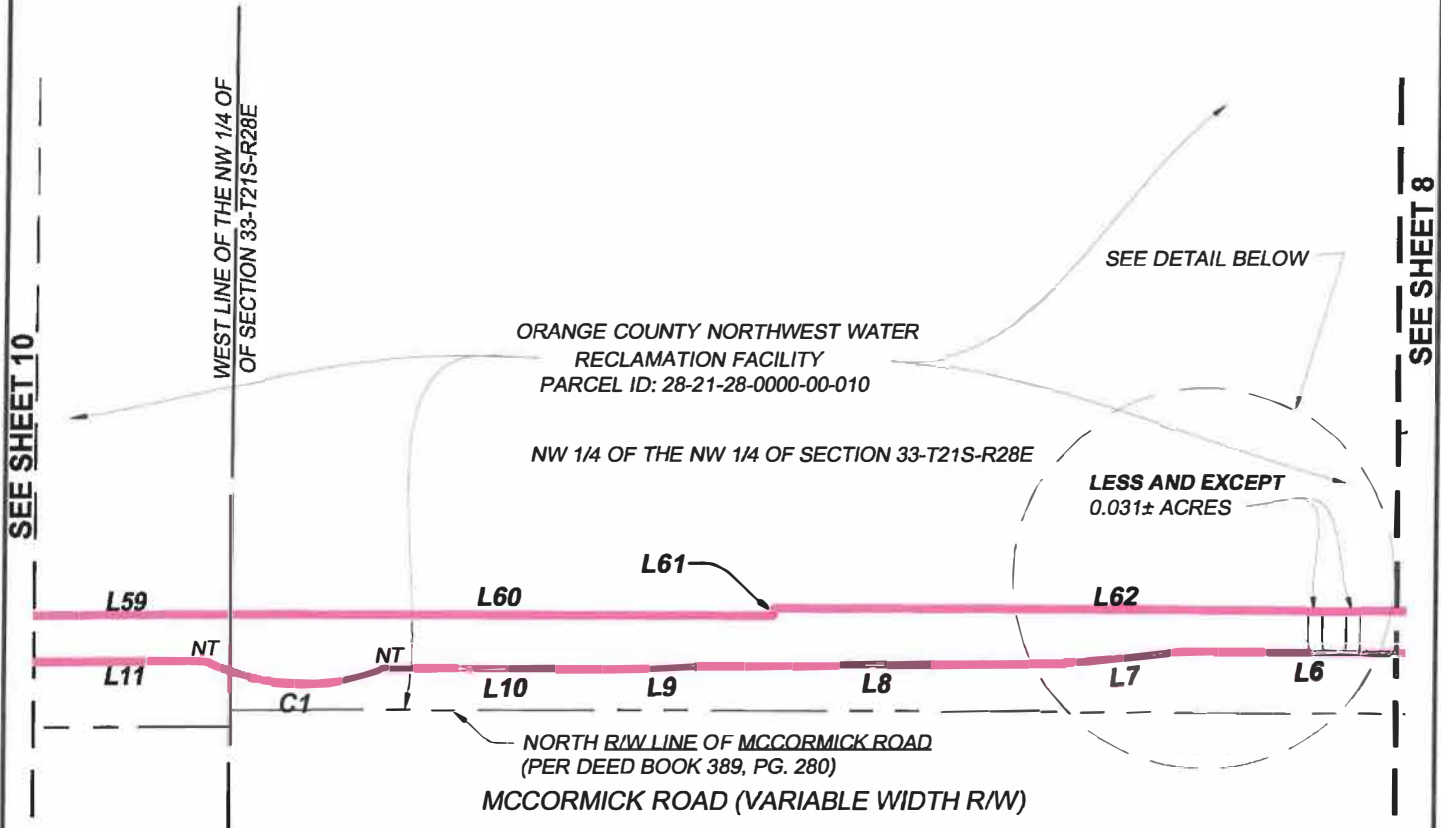 WEST LINE OF THE NW 1/4 OF
OF SECTION 33-T21S-R28E
SEE SHEET 10
SEE SHEET 8
SEE DETAIL BELOW
ORANGE COUNTY NORTHWEST WATER
RECLAMATION FACILITY
PARCEL ID: 28-21-28-0000-00-010
NW 1/4 OF THE NW 1/4 OF SECTION 33-T21S-R28E
LESS AND EXCEPT
0.031± ACRES
L61
L59
L60
L62
NT
NT
L11
C1
L10
L9
L8
L7
L6
NORTH R/W LINE OF MCCORMICK ROAD
(PER DEED BOOK 389, PG. 280)
MCCORMICK ROAD (VARIABLE WIDTH R/W)